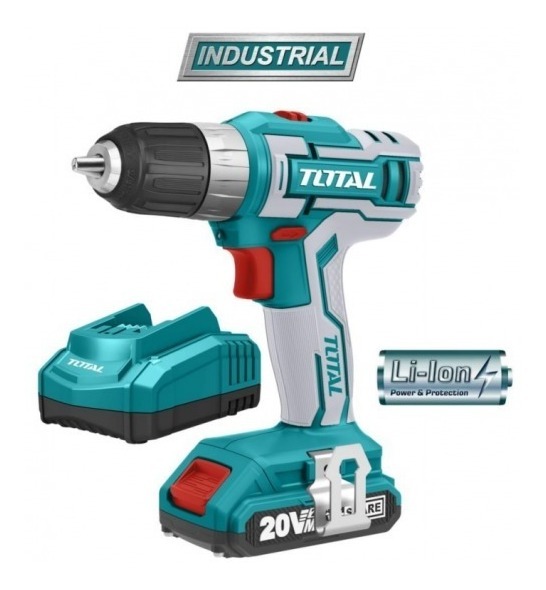 INDUSTRIAL
TOTAL
TOTAL
TOTAL
Li-Ion
Power & Protection
20V